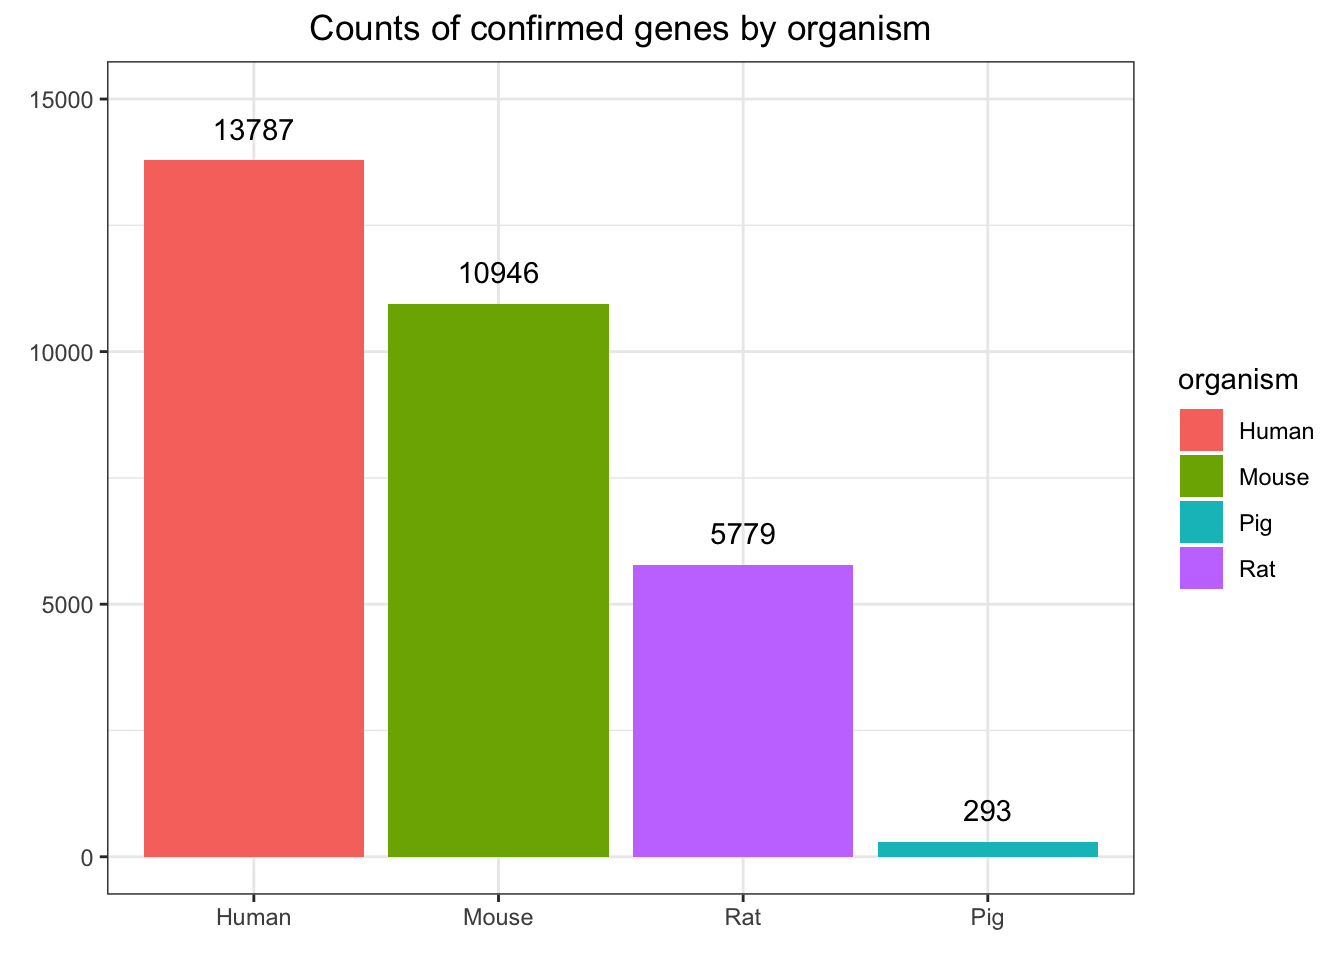 Counts of confirmed genes by organism
15000
10000
5000
0
13787
10946
5779
293
Human
Mouse
Rat
Pig
organism
Human
Mouse
Pig
Rat